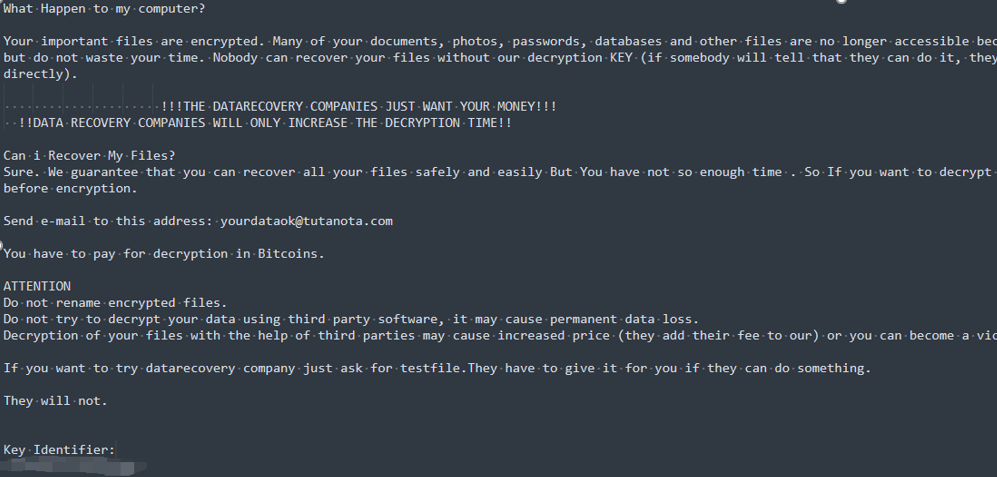 What Happen to my computer?
Your important files are encrypted. Many of your documents, photos, passwords, databases and other files are no longer accessible
but do not waste your time. Nobody can recover your files without our decryption KEY (if somebody will tell that they can do it, they
directly).
!!!THE DATARECOVERY COMPANIES JUST WANT YOUR MONEY!!!
!!DATA RECOVERY COMPANIES WILL ONLY INCREASE THE DECRYPTION TIME!!
Can i Recover My Files?
Sure. We guarantee that you can recover all your files safely and easily But You have not so enough time . So If you want to decrypt
before encryption.
Send e-mail to this address: yourdataok@tutanota.com
You have to pay for decryption in Bitcoins.
ATTENTION
Do not rename encrypted files.
Do not try to decrypt your data using third party software, it may cause permanent data loss.
Decryption of your files with the help of third parties may cause increased price (they add their fee to our) or you can become a
If you want to try datarecovery company just ask for testfile.They have to give it for you if they can do something.
They will not.
Key Identifier: